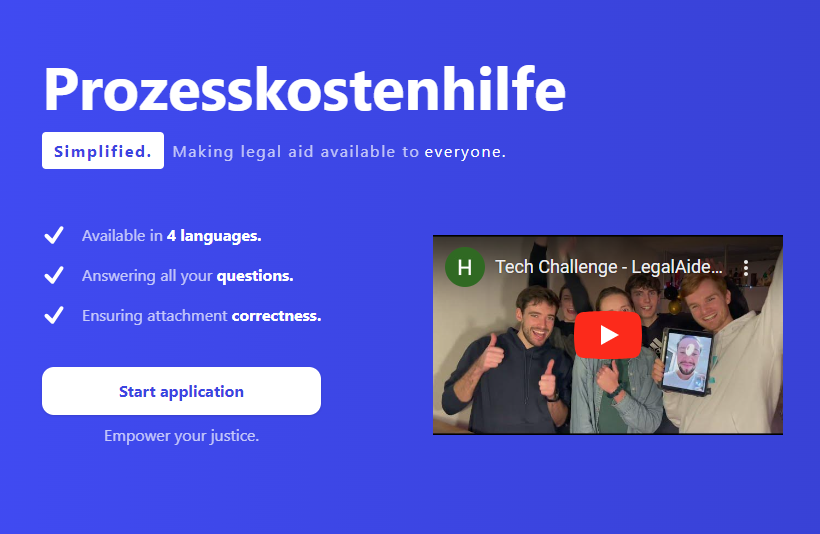 Prozesskostenhilfe
Simplified. Making legal aid available to everyone.
Available in 4 languages.
Answering all your questions.
Ensuring attachment correctness.
Start application
Empower your justice.
H Tech Challenge - LegalAide...